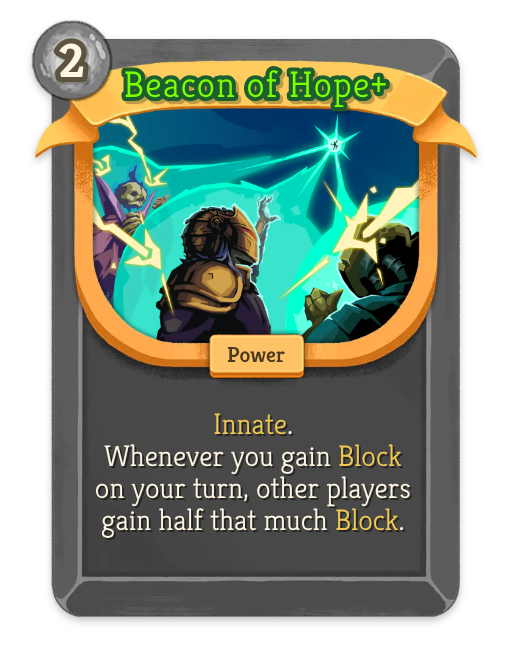 2
Beacon of Hope+
Power
Innate.
Whenever you gain Block
on your turn, other players
gain half that much Block.